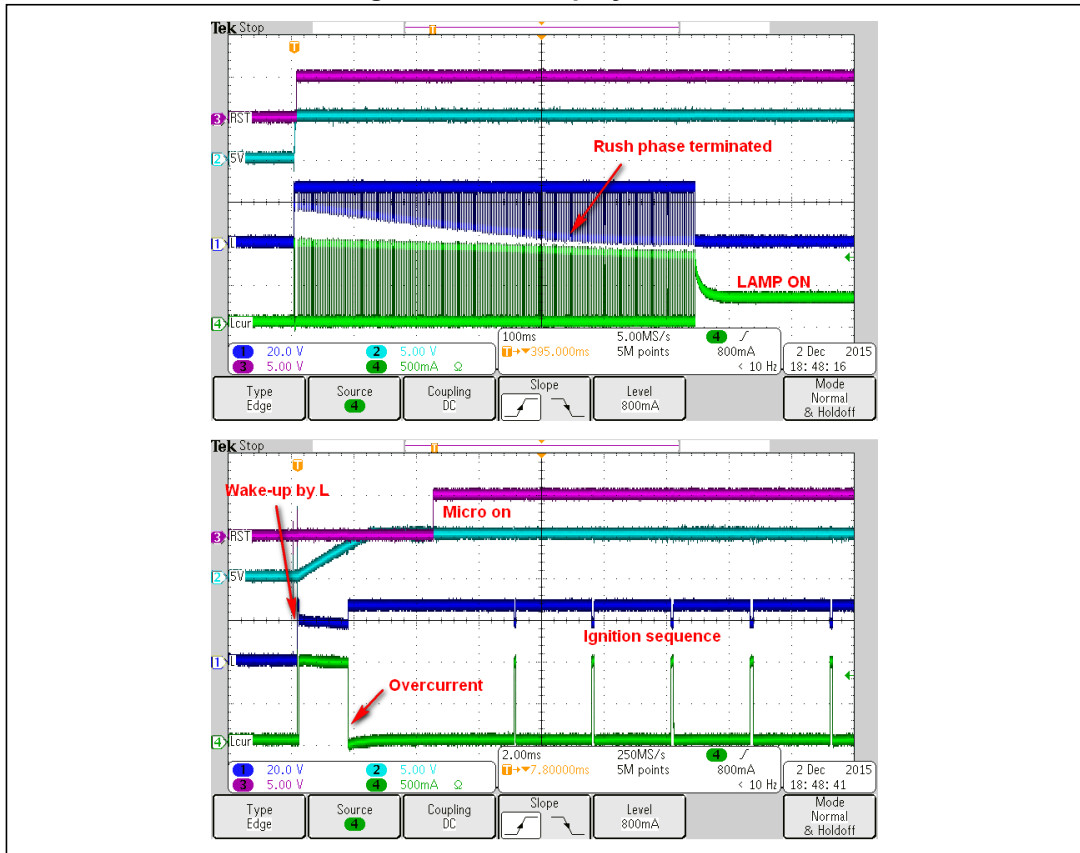 Tek Stop
T
T
3 RST
2 5V
Rush phase terminated
1 L
LAMP ON
4 Lcur
100ms 5.00MS/s 4
1 20.0 V 2 5.00 V T 395.000ms 5M points 800mA 2 Dec 2015
3 5.00 V 4 500mA Ω < 10 Hz 18:48:16
Type Source Coupling Slope Level Mode
Edge 4 DC 800mA Normal
& Holdoff
Tek Stop
T
T
Wake-up by L
Micro on
3 RST
2 5V
Ignition sequence
1 L
Overcurrent
4 Lcur
2.00ms 250MS/s 4
1 20.0 V 2 5.00 V T 7.80000ms 5M points 800mA 2 Dec 2015
3 5.00 V 4 500mA Ω < 10 Hz 18:48:41
Type Source Coupling Slope Level Mode
Edge 4 DC 800mA Normal
& Holdoff